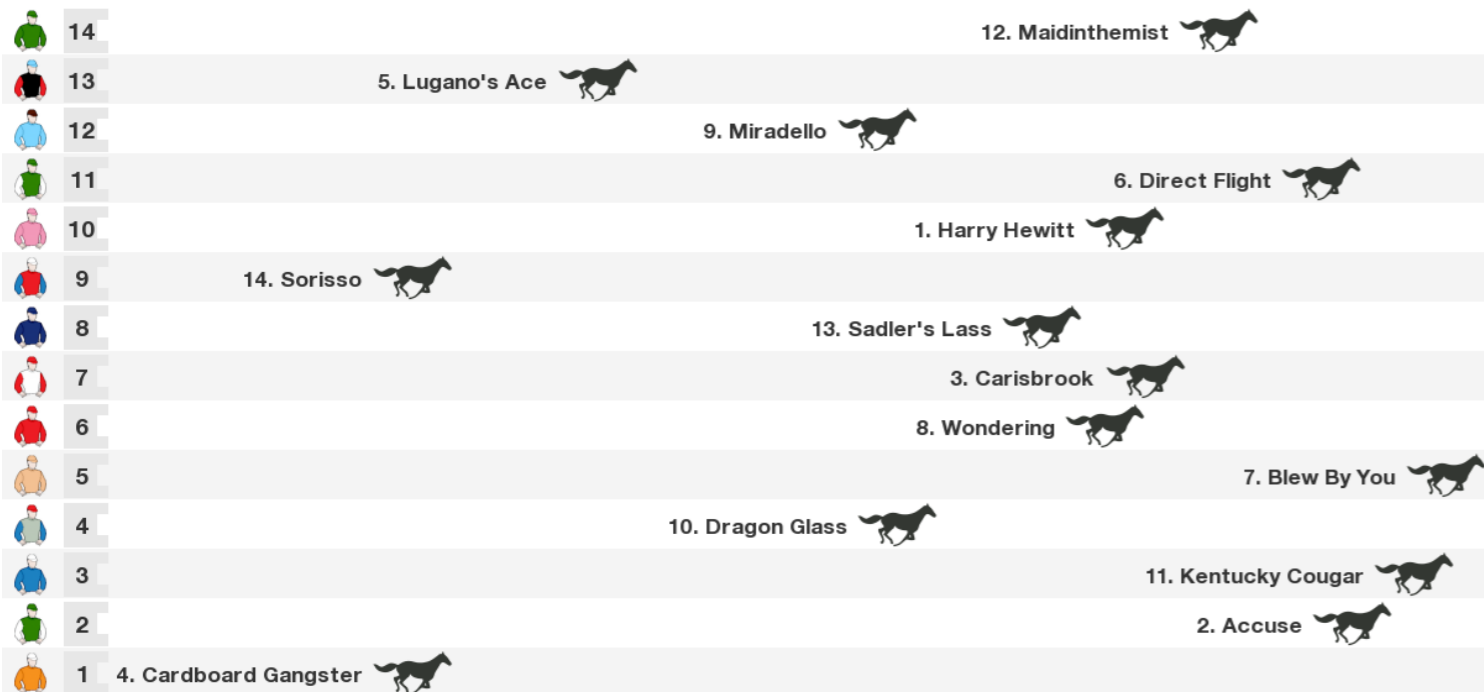 14 12. Maidinthemist
13 5. Lugano's Ace
12 9. Miradello
11 6. Direct Flight
10 1. Harry Hewitt
9 14. Sorisso
8 13. Sadler's Lass
7 3. Carisbrook
6 8. Wondering
5 7. Blew By You
4 10. Dragon Glass
3 11. Kentucky Cougar
2 2. Accuse
1 4. Cardboard Gangster